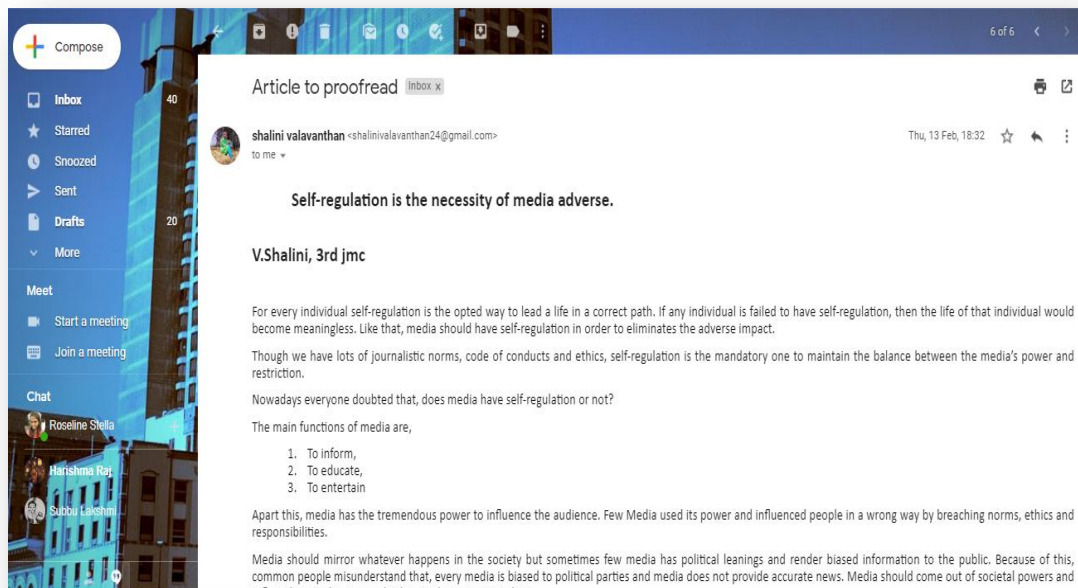 Compose
6 of 6
Article to proofread Inbox x
Inbox 40
shalini valavanthan <shalinivalavanthan24@gmail.com>
Thu, 13 Feb, 18:32
to me
Starred
Snoozed
Sent
Drafts 20
More
Meet
Start a meeting
Join a meeting
Chat
Roseline Stella
Harishma Raj
Subbu Lakshmi
Self-regulation is the necessity of media adverse.
V.Shalini, 3rd jmc
For every individual self-regulation is the opted way to lead a life in a correct path. If any individual is failed to have self-regulation, then the life of that individual would
become meaningless. Like that, media should have self-regulation in order to eliminates the adverse impact.
Though we have lots of journalistic norms, code of conducts and ethics, self-regulation is the mandatory one to maintain the balance between the media's power and
restriction.
Nowadays everyone doubted that, does media have self-regulation or not?
The main functions of media are,
1. To inform,
2. To educate,
3. To entertain
Apart this, media has the tremendous power to influence the audience. Few Media used its power and influenced people in a wrong way by breaching norms, ethics and
responsibilities.
Media should mirror whatever happens in the society but sometimes few media has political leanings and render biased information to the public. Because of this,
common people misunderstand that, every media is biased to political parties and media does not provide accurate news. Media should come out of societal powers and